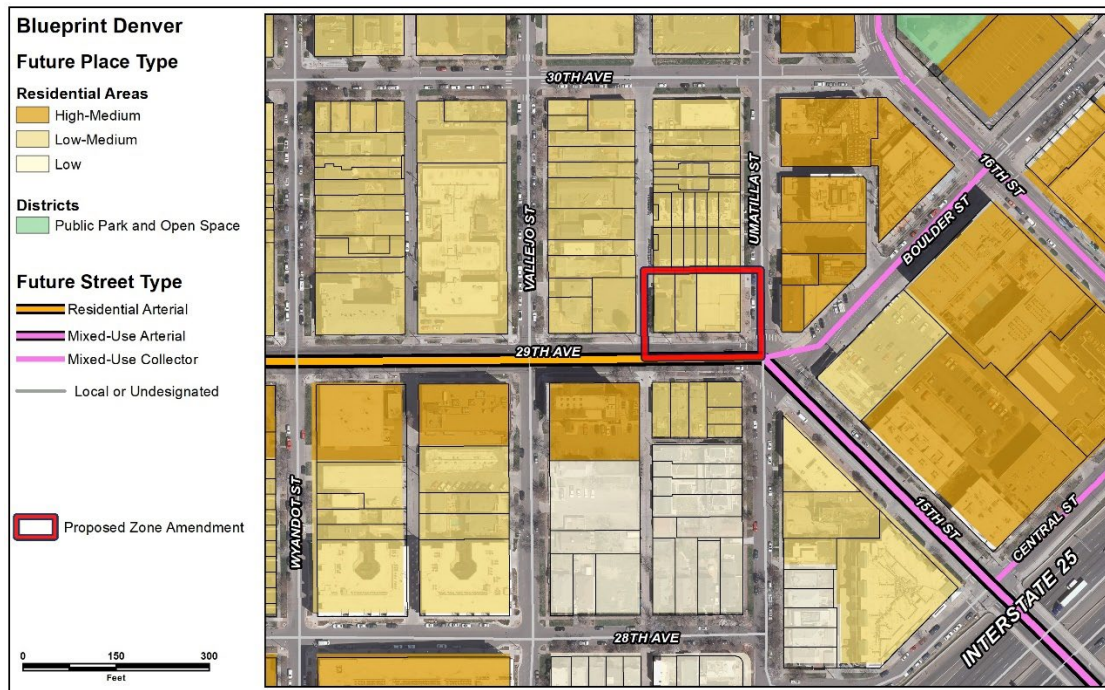 Blueprint Denver
Future Place Type
Residential Areas
High-Medium
Low-Medium
Low
Districts
Public Park and Open Space
Future Street Type
Residential Arterial
Mixed-Use Arterial
Mixed-Use Collector
Local or Undesignated
Proposed Zone Amendment
0 150 300
Feet
30TH AVE
16TH ST
UMATILLA ST
VALLEJO ST
BOULDER ST
29TH AVE
WYANDOT ST
15TH ST
CENTRAL ST
INTERSTATE 25
28TH AVE